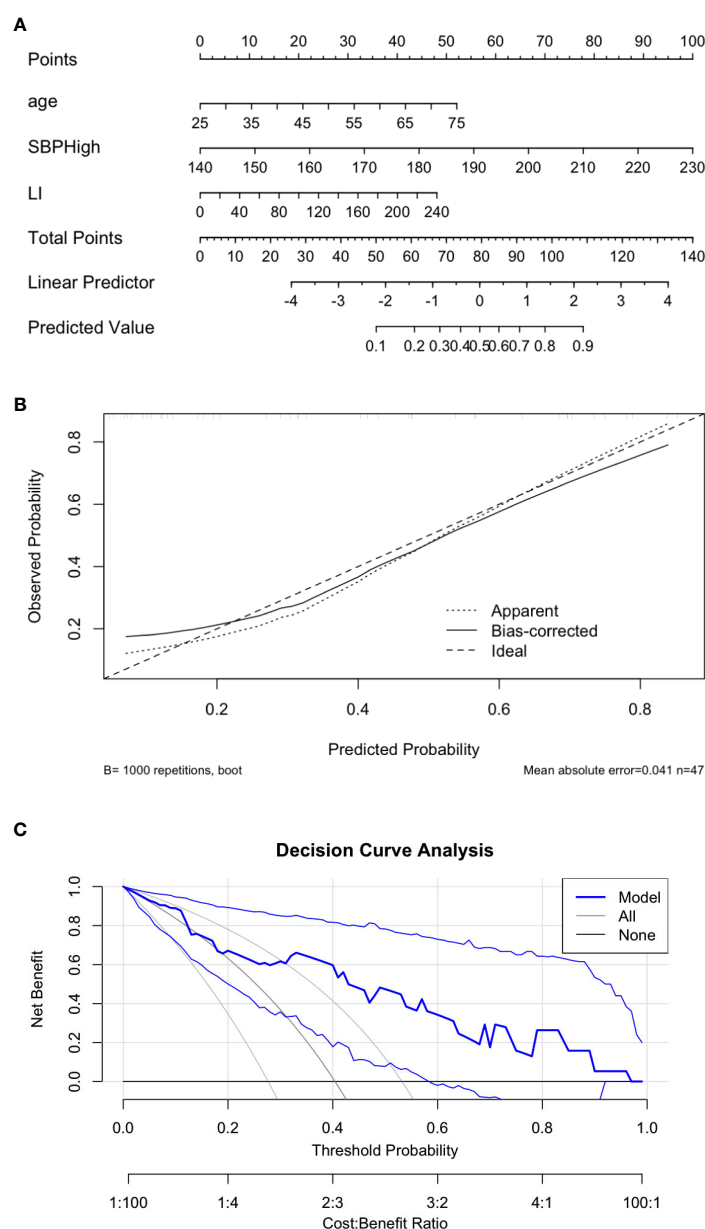 A
Points
0 10 20 30 40 50 60 70 80 90 100
age
25 35 45 55 65 75
SBPHigh
140 150 160 170 180 190 200 210 220 230
LI
0 40 80 120 160 200 240
Total Points
0 10 20 30 40 50 60 70 80 90 100 120 140
Linear Predictor
-4 -3 -2 -1 0 1 2 3 4
Predicted Value
0.1 0.2 0.3 0.4 0.5 0.6 0.7 0.8 0.9
B
Observed Probability
0.8
0.6
0.4
0.2
Apparent
Bias-corrected
Ideal
0.2 0.4 0.6 0.8
Predicted Probability
B= 1000 repetitions, boot
Mean absolute error=0.041 n=47
C
Decision Curve Analysis
Net Benefit
1.0
0.8
0.6
0.4
0.2
0.0
Model
All
None
0.0 0.2 0.4 0.6 0.8 1.0
Threshold Probability
1:100 1:4 2:3 3:2 4:1 100:1
Cost:Benefit Ratio